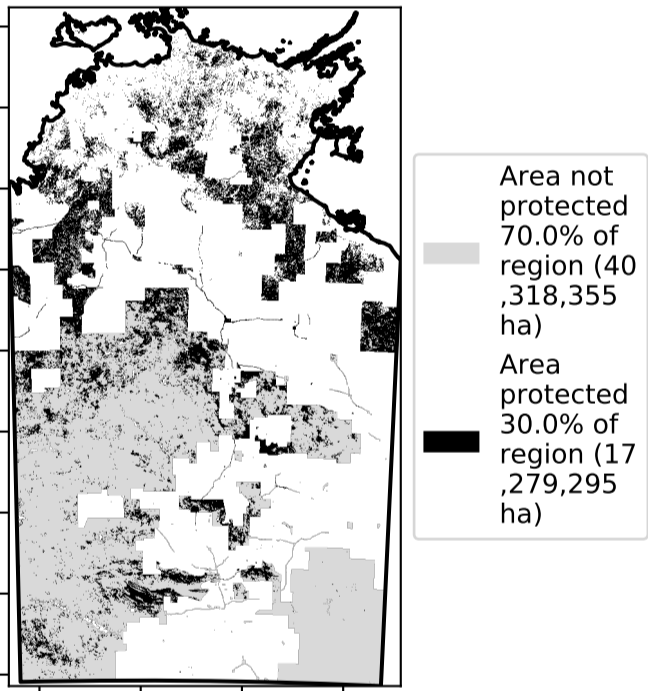 Area not
protected
70.0% of
region (40
,318,355
ha)
Area
protected
30.0% of
region (17
,279,295
ha)